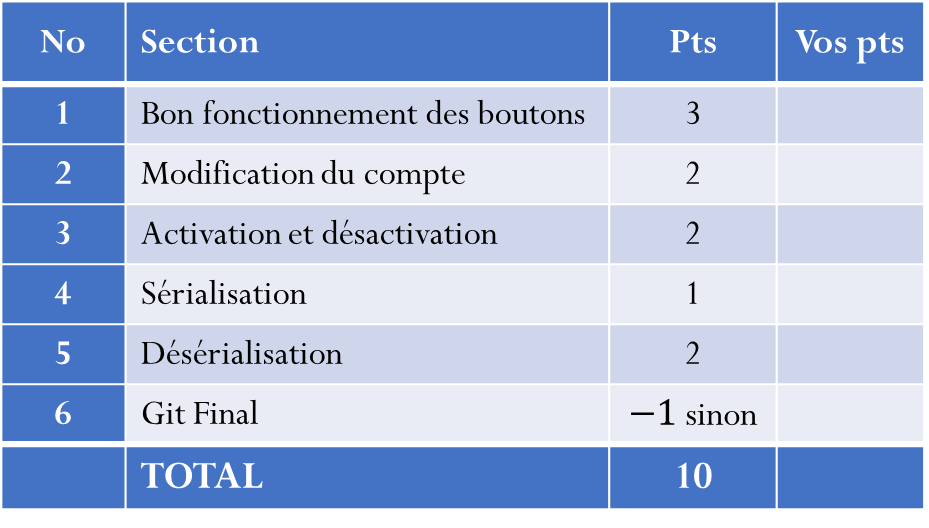 No Section Pts Vos pts
1 Bon fonctionnement des boutons 3
2 Modification du compte 2
3 Activation et désactivation 2
4 Sérialisation 1
5 Désérialisation 2
6 Git Final −1 sinon
TOTAL 10